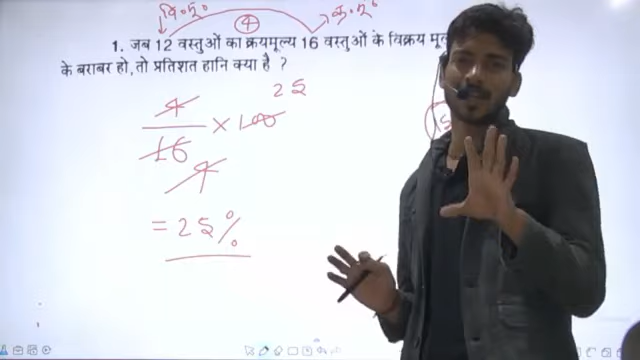 वि॰मू॰ 4 क्र॰मू॰
1. जब 12 वस्तुओं का क्रयमूल्य 16 वस्तुओं के विक्रय मू
के बराबर हो, तो प्रतिशत हानि क्या है ?
4 25
16 × 100
4
= 25%